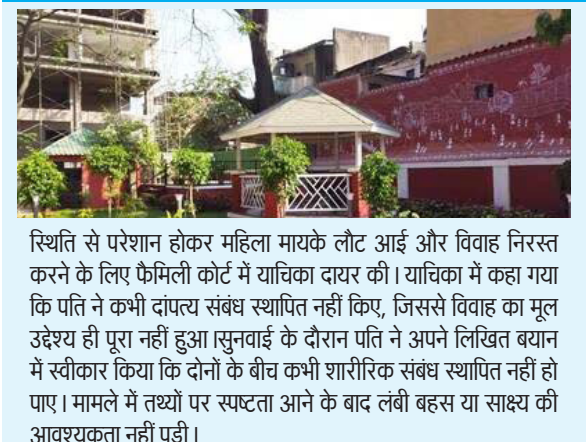 स्थिति से परेशान होकर महिला मायके लौट आई और विवाह निरस्त
करने के लिए फैमिली कोर्ट में याचिका दायर की। याचिका में कहा गया
कि पति ने कभी दांपत्य संबंध स्थापित नहीं किए, जिससे विवाह का मूल
उद्देश्य ही पूरा नहीं हुआ।सुनवाई के दौरान पति ने अपने लिखित बयान
में स्वीकार किया कि दोनों के बीच कभी शारीरिक संबंध स्थापित नहीं हो
पाए। मामले में तथ्यों पर स्पष्टता आने के बाद लंबी बहस या साक्ष्य की
आवश्यकता नहीं पड़ी।